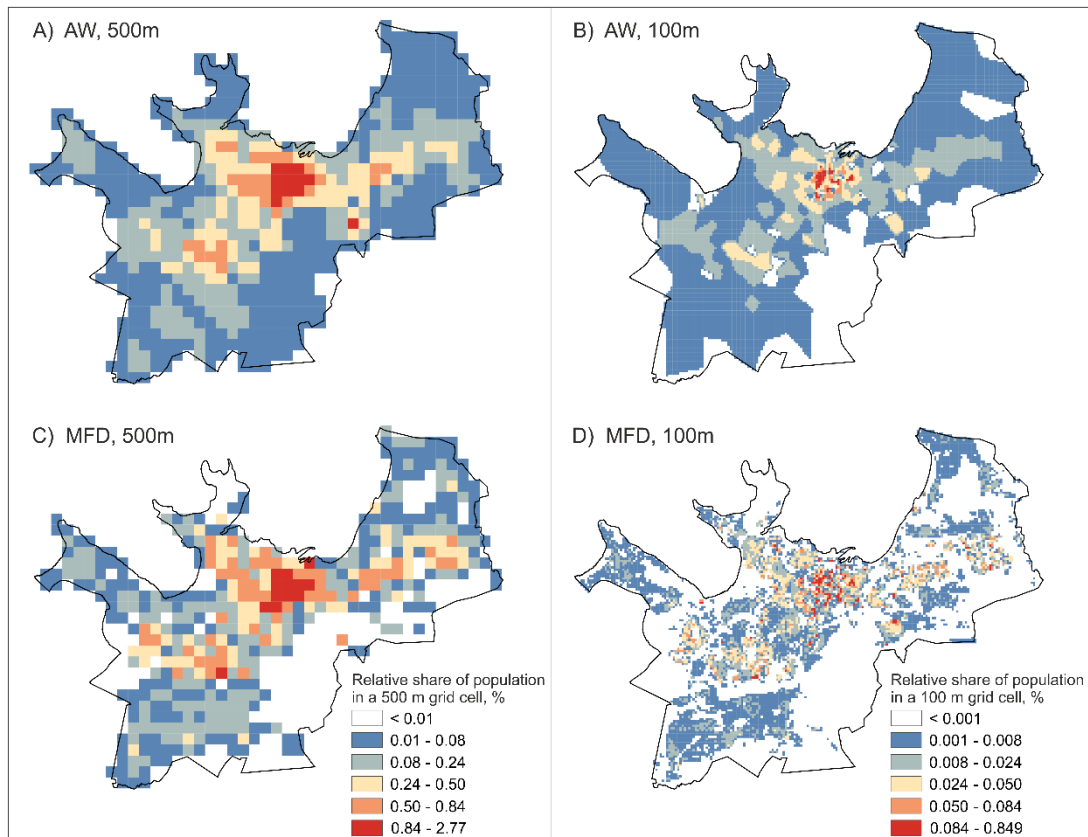 A) AW, 500m
B) AW, 100m
C) MFD, 500m
D) MFD, 100m
Relative share of population
in a 500 m grid cell, %
< 0.01
0.01 - 0.08
0.08 - 0.24
0.24 - 0.50
0.50 - 0.84
0.84 - 2.77
Relative share of population
in a 100 m grid cell, %
< 0.001
0.001 - 0.008
0.008 - 0.024
0.024 - 0.050
0.050 - 0.084
0.084 - 0.849